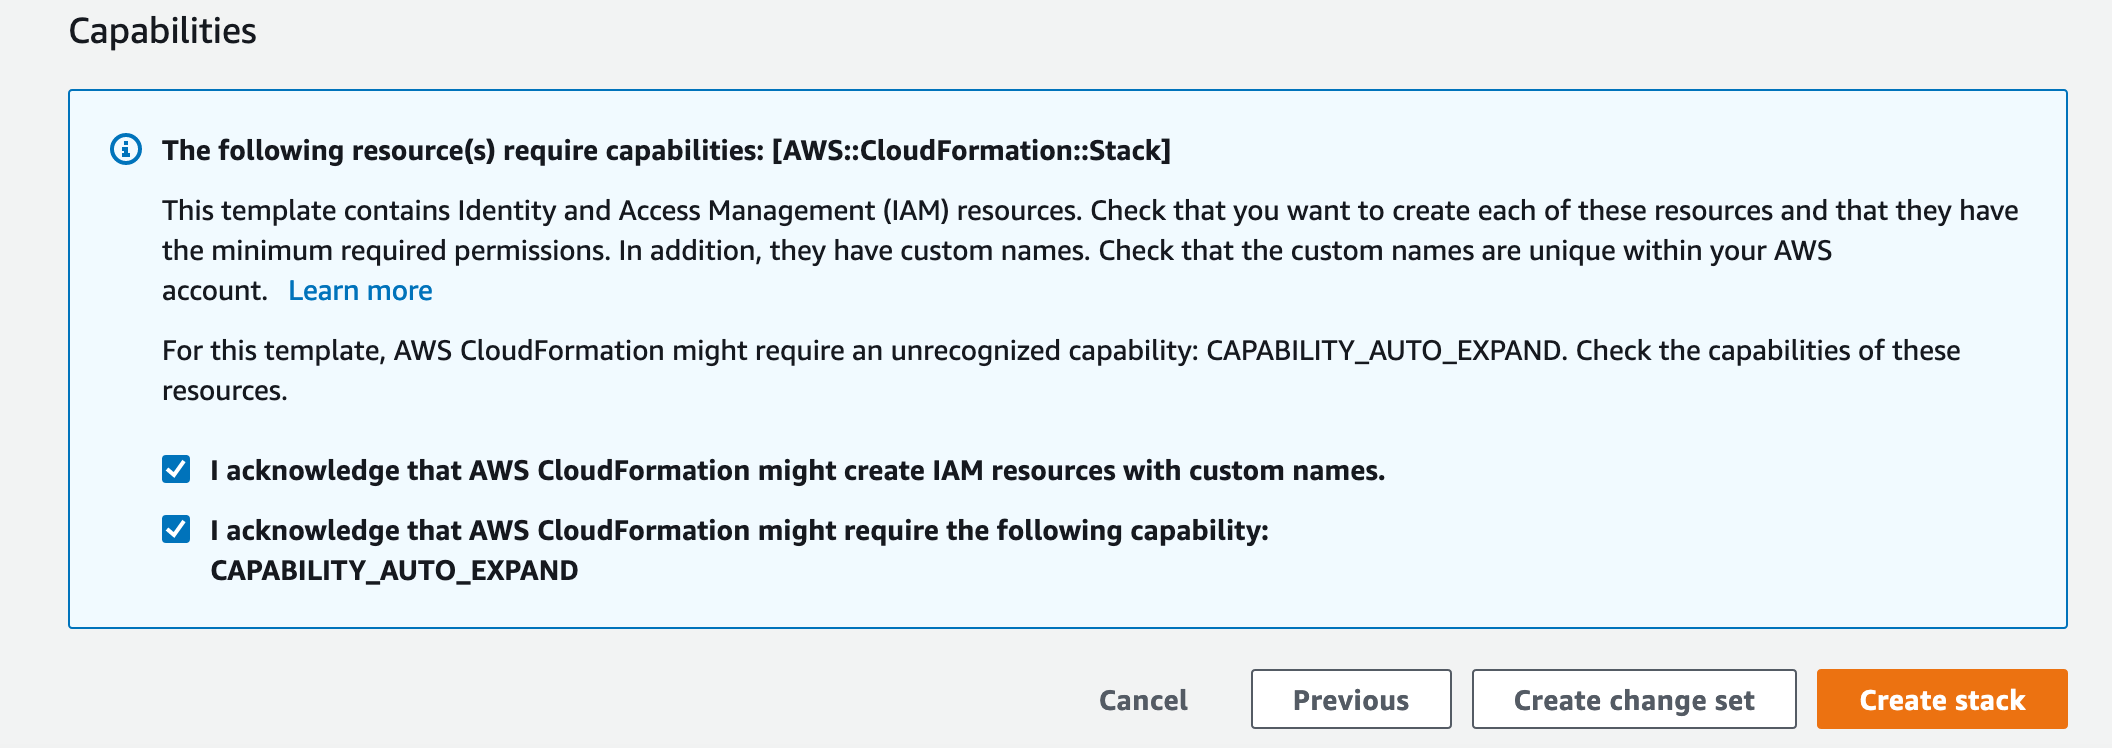 Capabilities
The following resource(s) require capabilities: [AWS::CloudFormation::Stack]
This template contains Identity and Access Management (IAM) resources. Check that you want to create each of these resources and that they have
the minimum required permissions. In addition, they have custom names. Check that the custom names are unique within your AWS
account. Learn more
For this template, AWS CloudFormation might require an unrecognized capability: CAPABILITY_AUTO_EXPAND. Check the capabilities of these
resources.
I acknowledge that AWS CloudFormation might create IAM resources with custom names.
I acknowledge that AWS CloudFormation might require the following capability:
CAPABILITY_AUTO_EXPAND
Cancel Previous Create change set Create stack